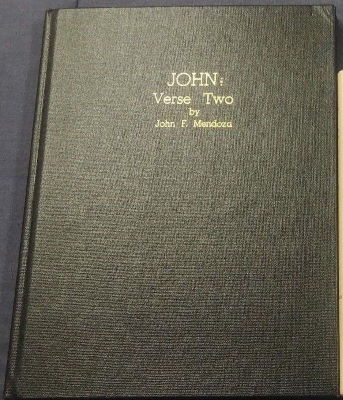 JOHN:
Verse Two
by
John F. Mendoza